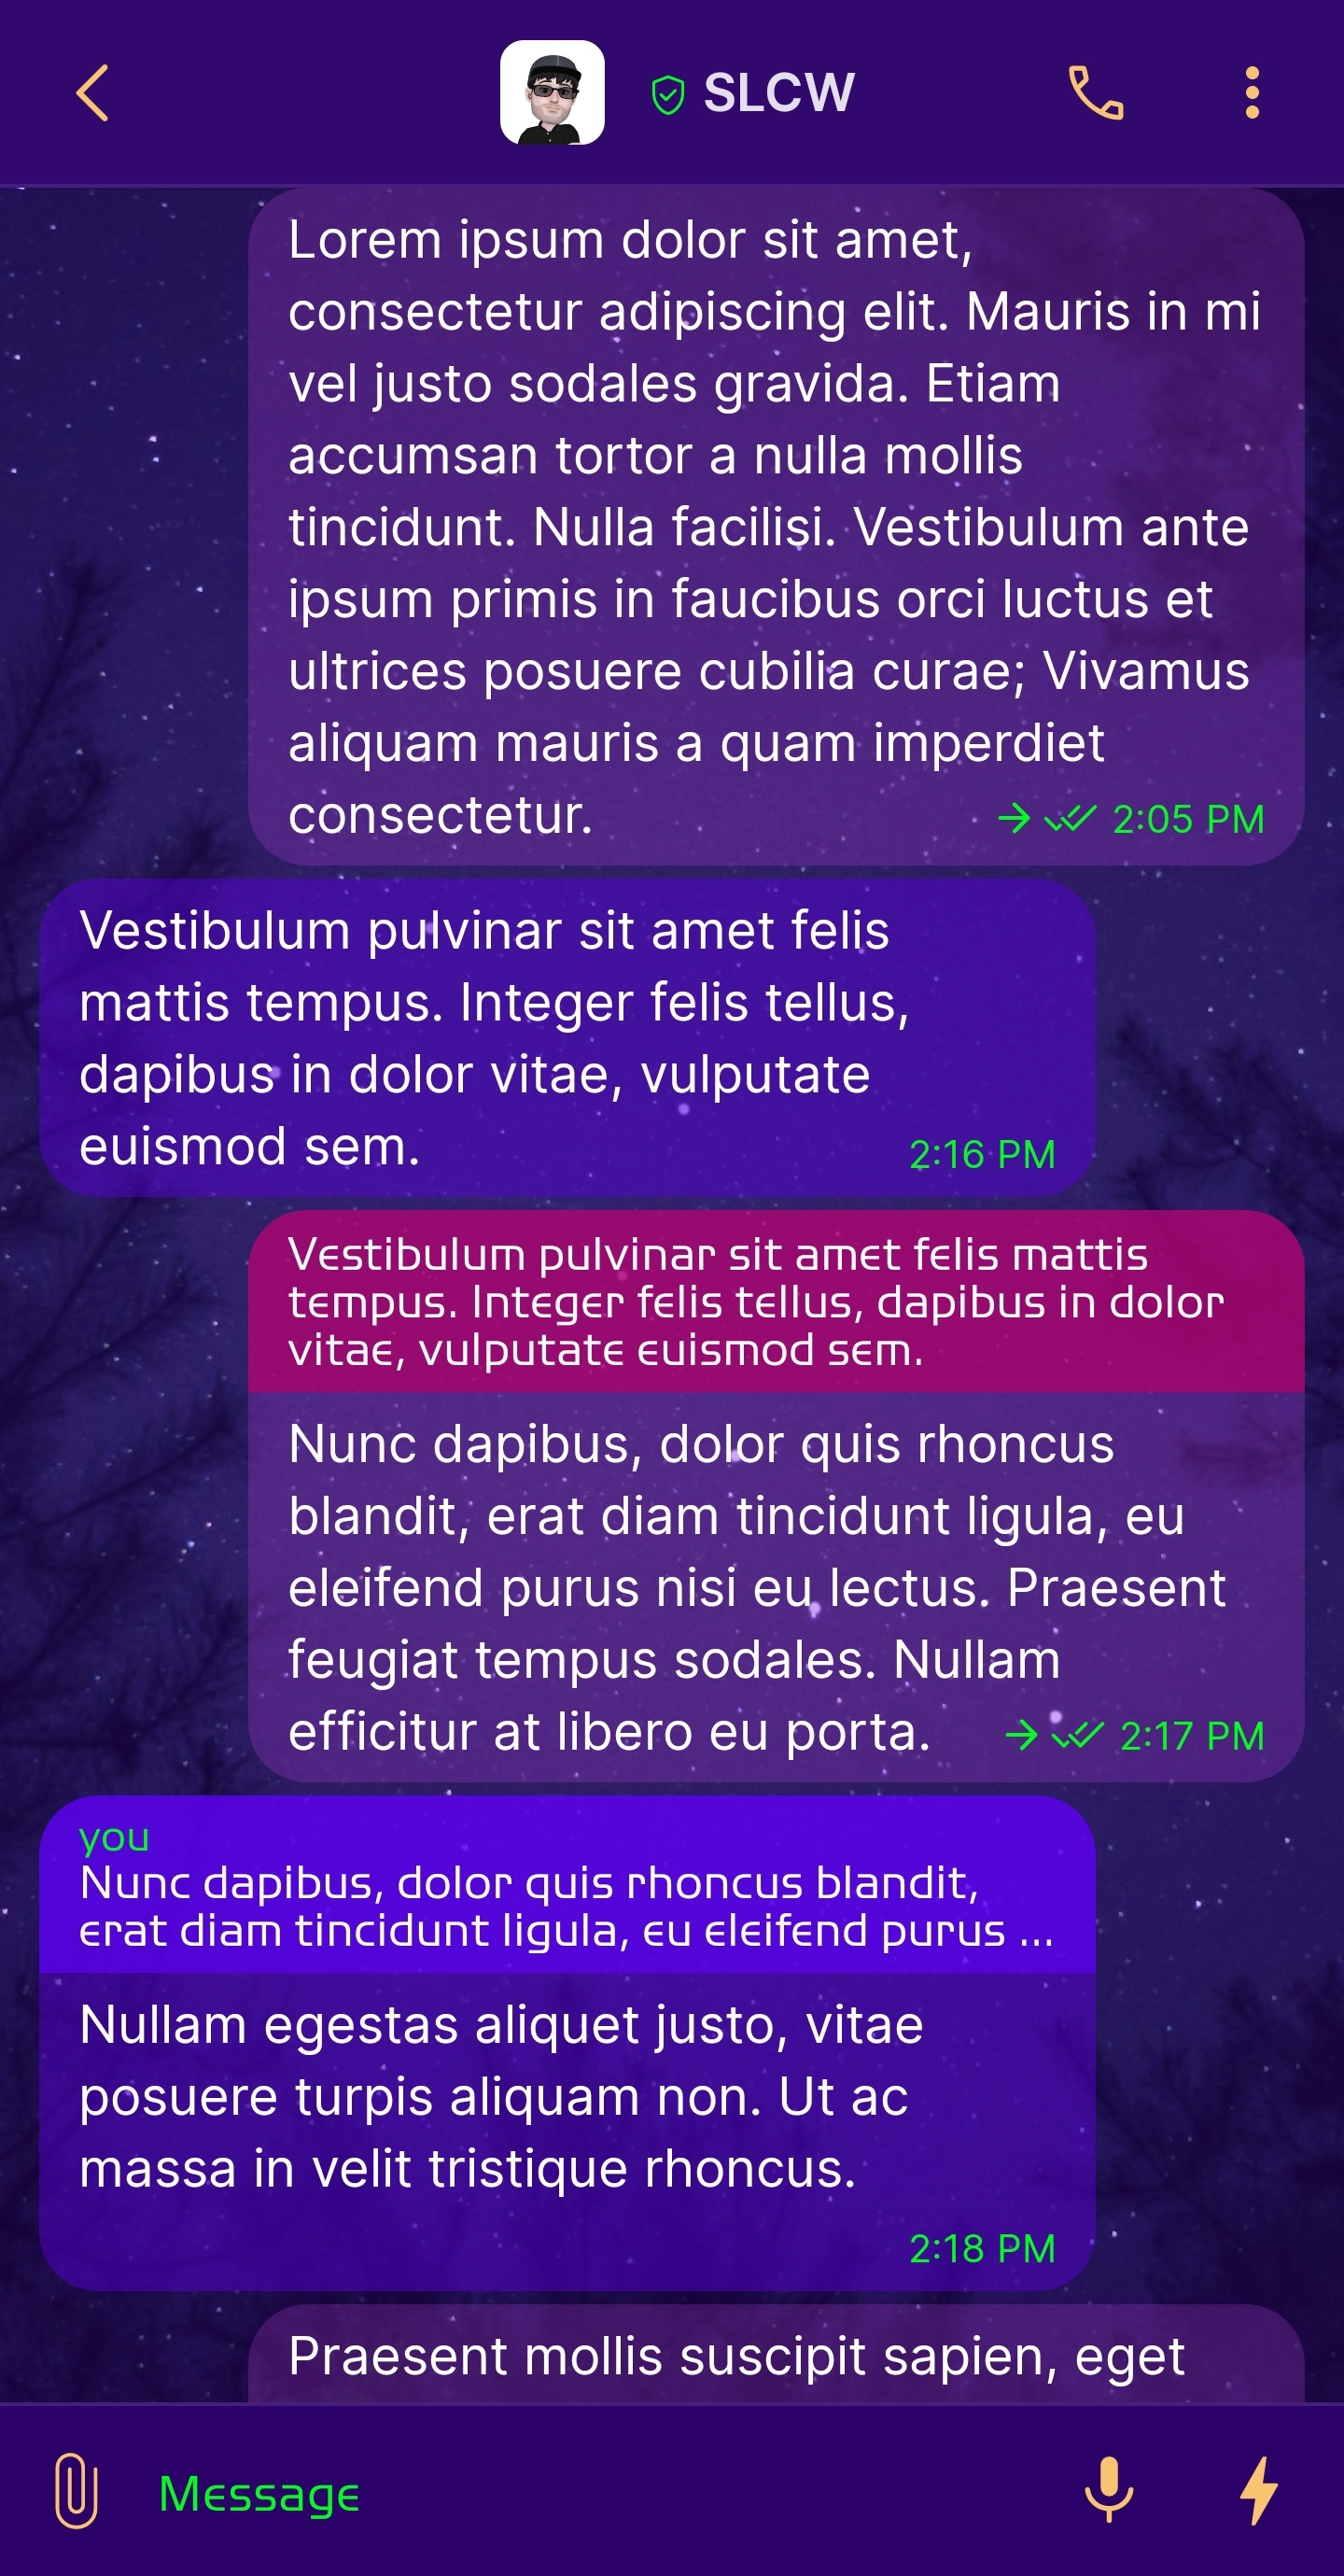 SLCW
Lorem ipsum dolor sit amet,
consectetur adipiscing elit. Mauris in mi
vel justo sodales gravida. Etiam
accumsan tortor a nulla mollis
tincidunt. Nulla facilisi. Vestibulum ante
ipsum primis in faucibus orci luctus et
ultrices posuere cubilia curae; Vivamus
aliquam mauris a quam imperdiet
consectetur.
2:05 PM
Vestibulum pulvinar sit amet felis
mattis tempus. Integer felis tellus,
dapibus in dolor vitae, vulputate
euismod sem.
2:16 PM
Vestibulum pulvinar sit amet felis mattis
tempus. Integer felis tellus, dapibus in dolor
vitae, vulputate euismod sem.
Nunc dapibus, dolor quis rhoncus
blandit, erat diam tincidunt ligula, eu
eleifend purus nisi eu lectus. Praesent
feugiat tempus sodales. Nullam
efficitur at libero eu porta.
2:17 PM
you
Nunc dapibus, dolor quis rhoncus blandit,
erat diam tincidunt ligula, eu eleifend purus ...
Nullam egestas aliquet justo, vitae
posuere turpis aliquam non. Ut ac
massa in velit tristique rhoncus.
2:18 PM
Praesent mollis suscipit sapien, eget
Message